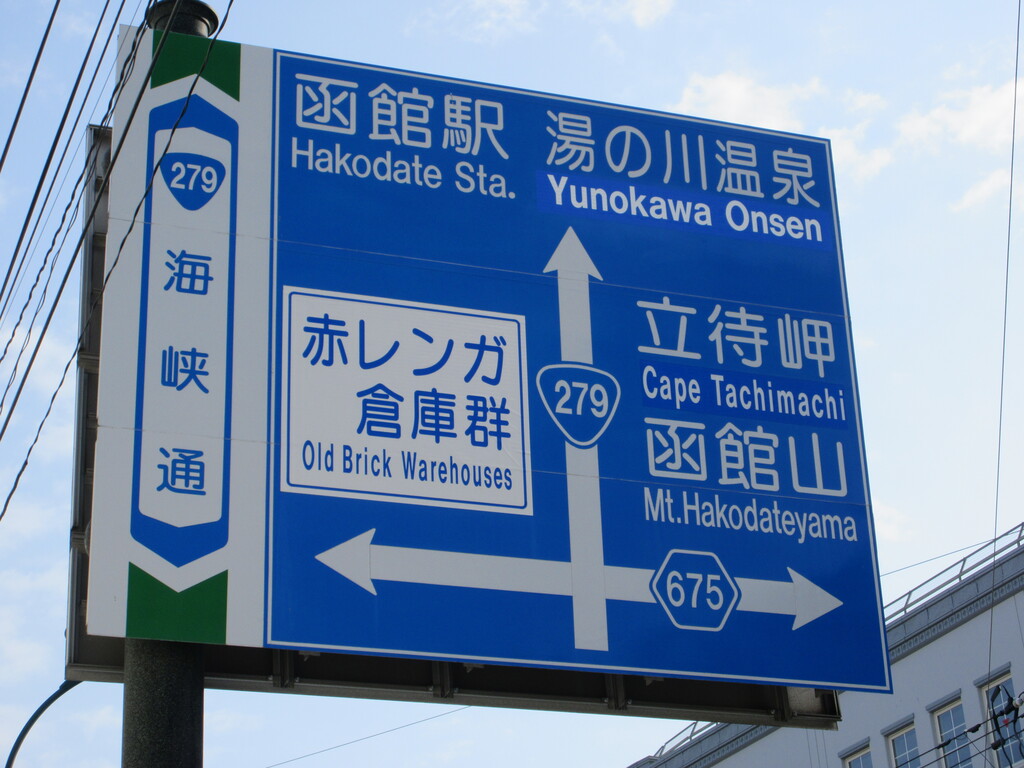 279
海峡通
函館駅
Hakodate Sta.
湯の川温泉
Yunokawa Onsen
赤レンガ
倉庫群
Old Brick Warehouses
279
立待岬
Cape Tachimachi
函館山
Mt.Hakodateyama
675